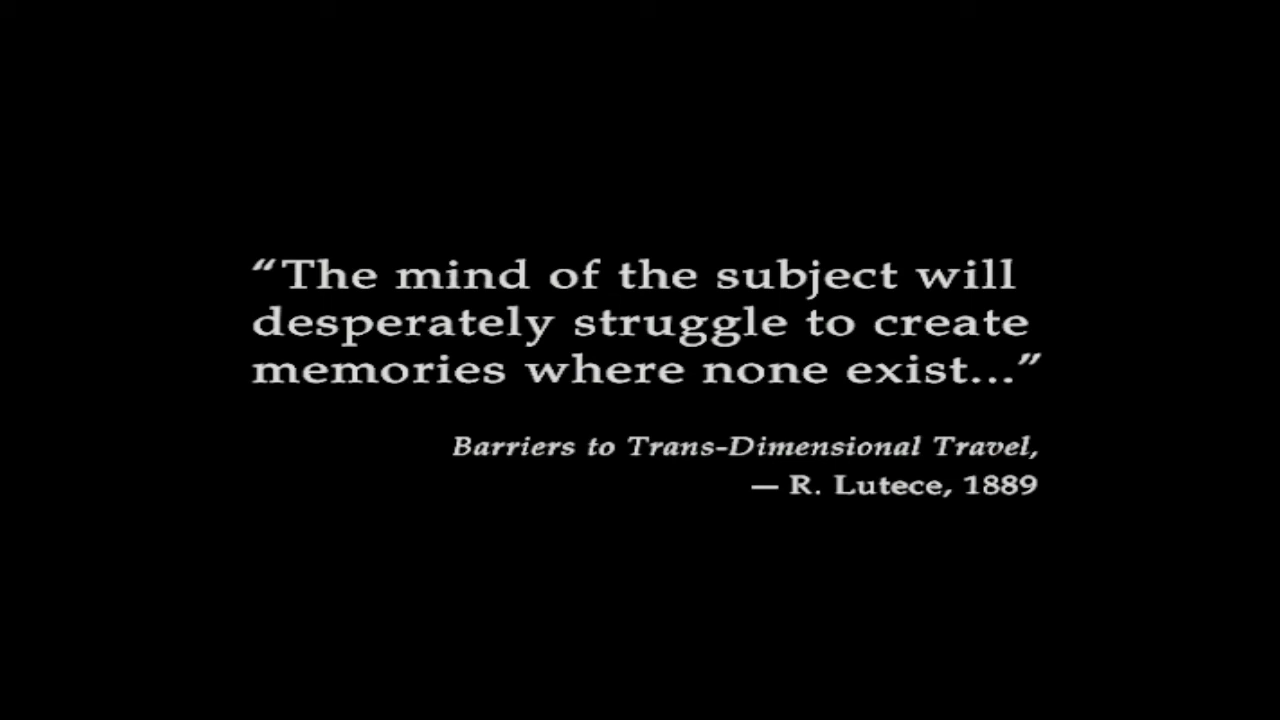 “The mind of the subject will
desperately struggle to create
memories where none exist...”
Barriers to Trans-Dimensional Travel,
— R. Lutece, 1889